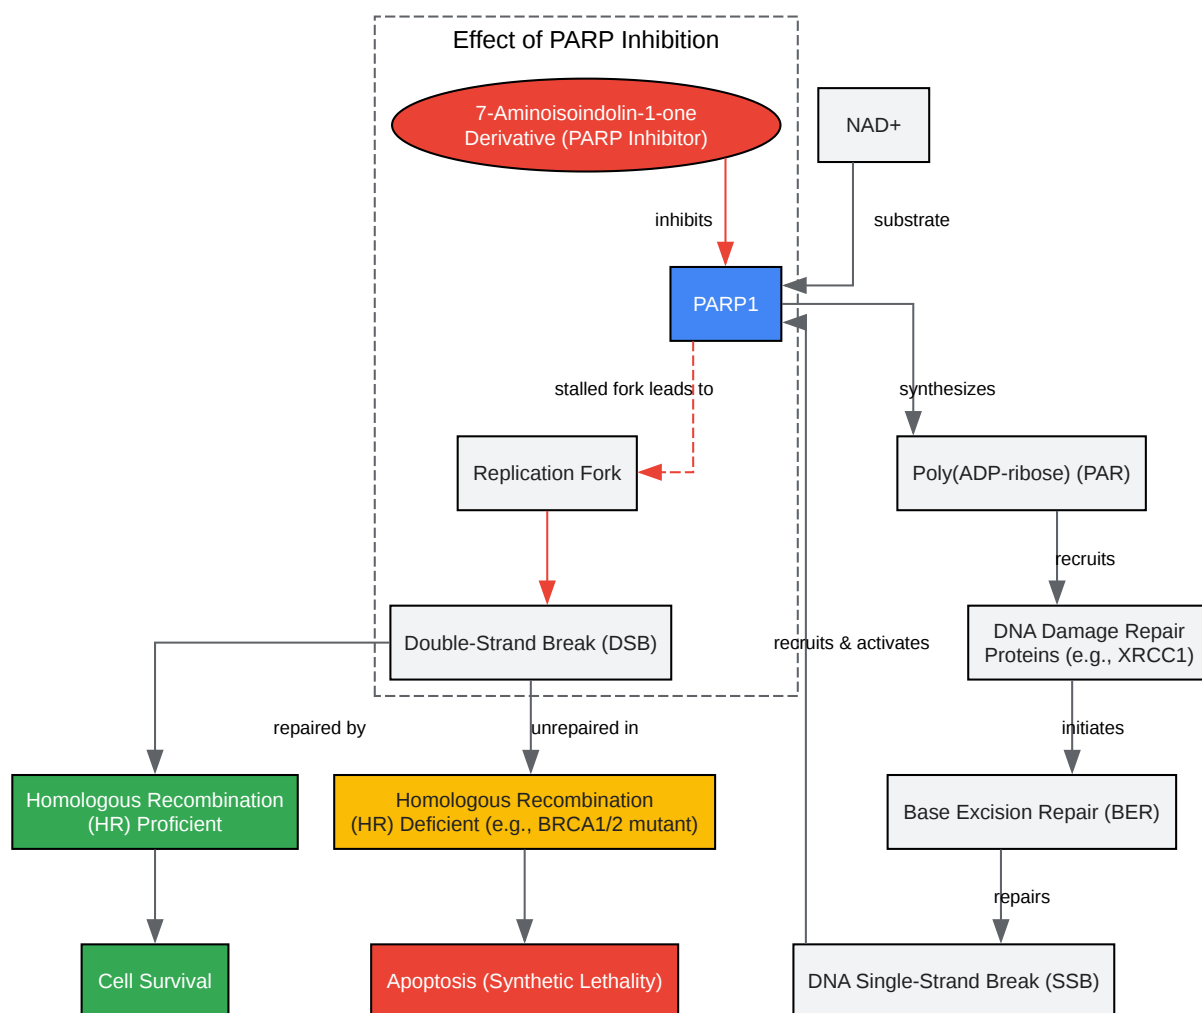 Effect of PARP Inhibition
7-Aminoisoindolin-1-one
Derivative (PARP Inhibitor)
NAD+
inhibits
substrate
PARP1
stalled fork leads to
synthesizes
Replication Fork
Poly(ADP-ribose) (PAR)
recruits
Double-Strand Break (DSB)
recruits & activates
DNA Damage Repair
Proteins (e.g., XRCC1)
repaired by
unrepaired in
initiates
Homologous Recombination
(HR) Proficient
Homologous Recombination
(HR) Deficient (e.g., BRCA1/2 mutant)
Base Excision Repair (BER)
repairs
Cell Survival
Apoptosis (Synthetic Lethality)
DNA Single-Strand Break (SSB)